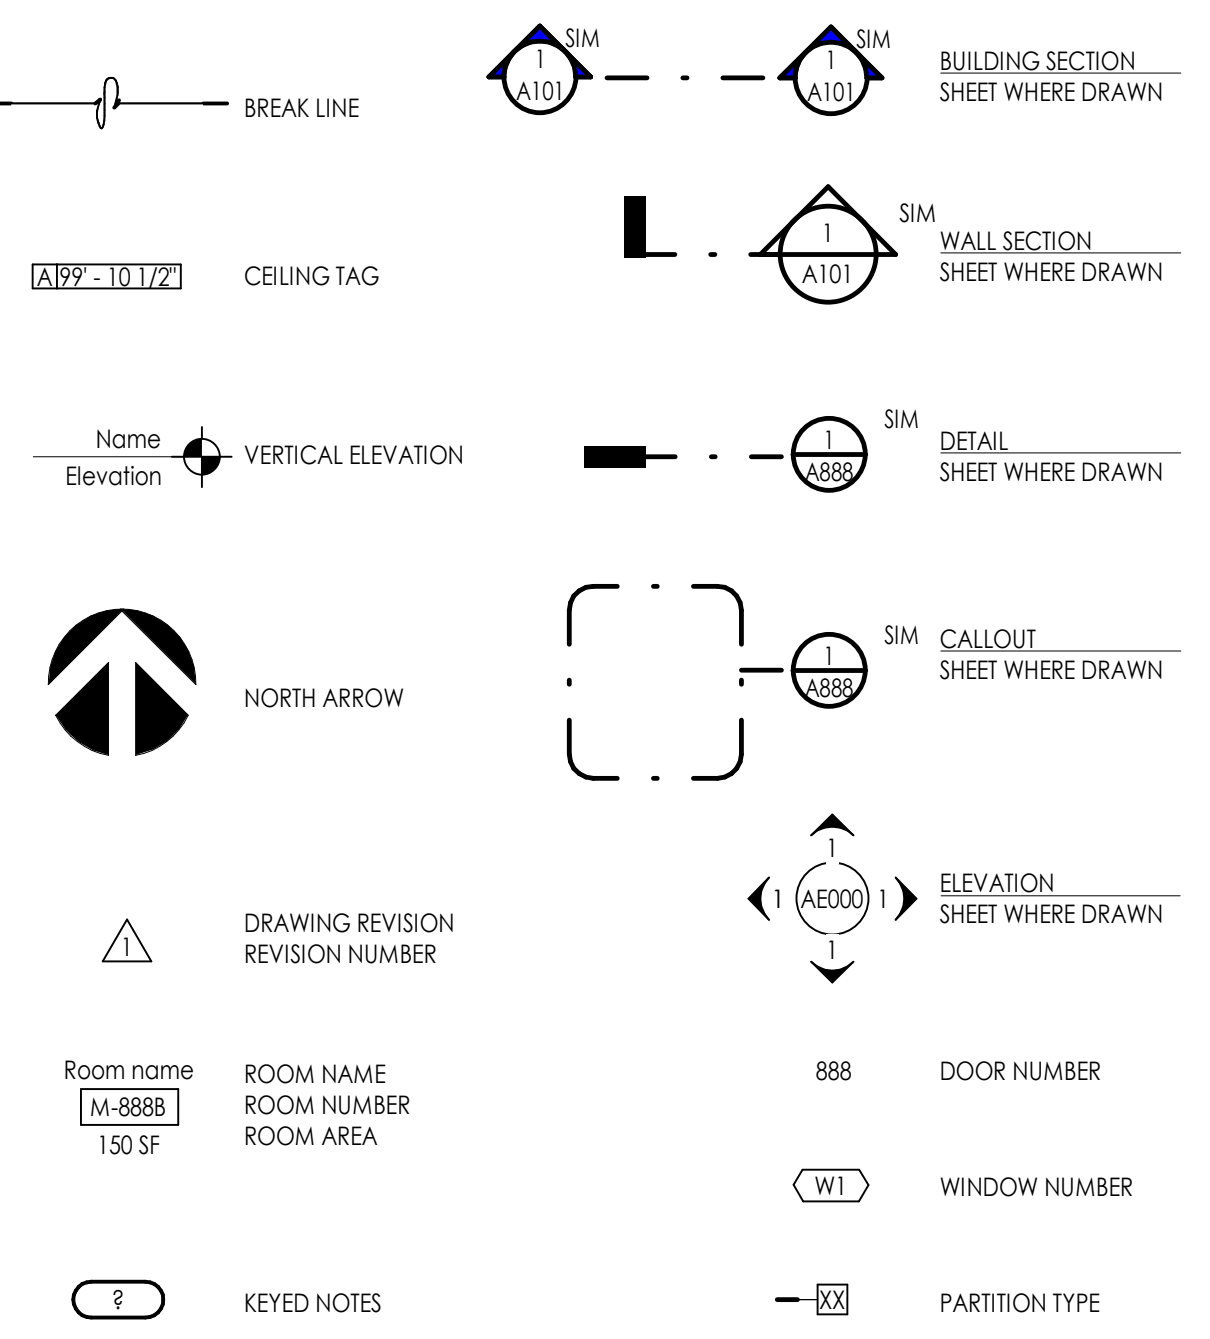 BREAK LINE
A 99' - 10 1/2"
CEILING TAG
Name
Elevation
VERTICAL ELEVATION
NORTH ARROW
1
DRAWING REVISION
REVISION NUMBER
Room name
M-888B
150 SF
ROOM NAME
ROOM NUMBER
ROOM AREA
?
KEYED NOTES
SIM
1
A101
SIM
1
A101
BUILDING SECTION
SHEET WHERE DRAWN
SIM
1
A101
WALL SECTION
SHEET WHERE DRAWN
SIM
1
A888
DETAIL
SHEET WHERE DRAWN
SIM
1
A888
CALLOUT
SHEET WHERE DRAWN
1
1 AE000 1
1
ELEVATION
SHEET WHERE DRAWN
888
DOOR NUMBER
W1
WINDOW NUMBER
XX
PARTITION TYPE